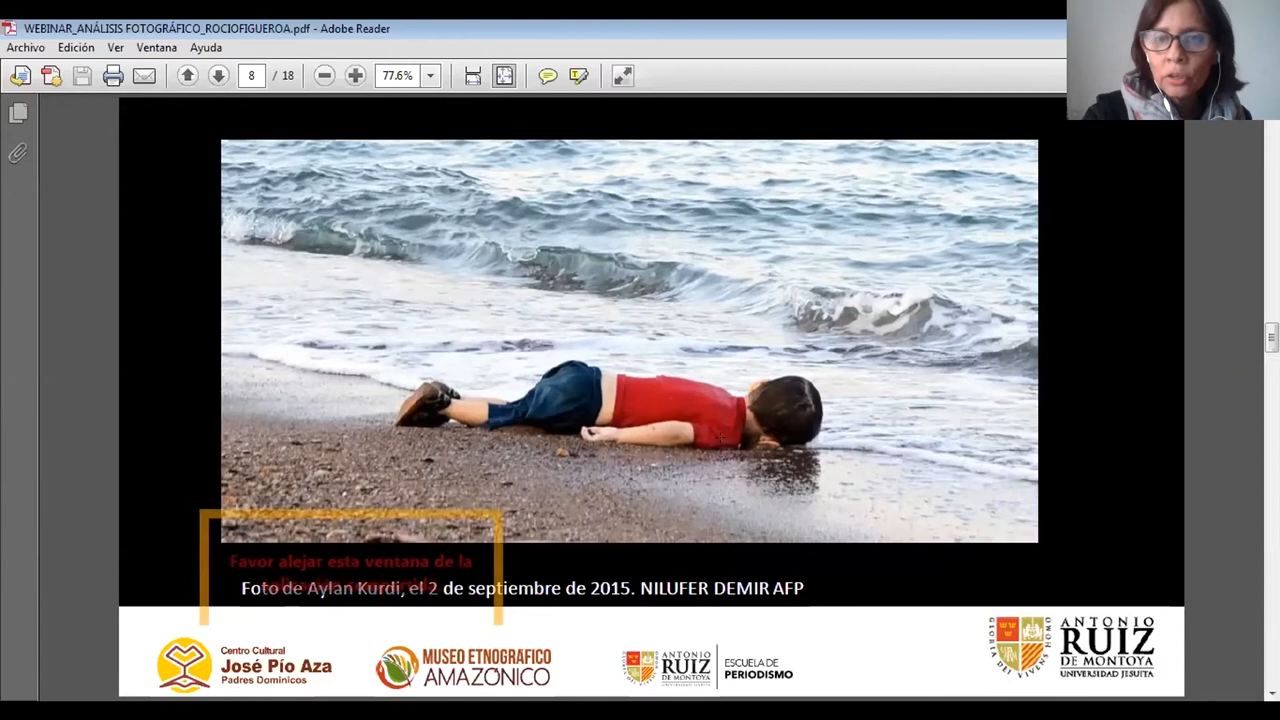 WEBINAR_ANÁLISIS FOTOGRÁFICO_ROCIOFIGUEROA.pdf - Adobe Reader
Archivo Edición Ver Ventana Ayuda
8 / 18 77.6%
Favor alejar esta ventana de la
Foto de Aylan Kurdi, el 2 de septiembre de 2015. NILUFER DEMIR AFP
Centro Cultural
José Pío Aza
Padres Dominicos
MUSEO ETNOGRÁFICO
AMAZÓNICO
ANTONIO
RUIZ
DE MONTOYA
UNIVERSIDAD JESUITA
ESCUELA DE
PERIODISMO
ANTONIO
RUIZ
DE MONTOYA
UNIVERSIDAD JESUITA